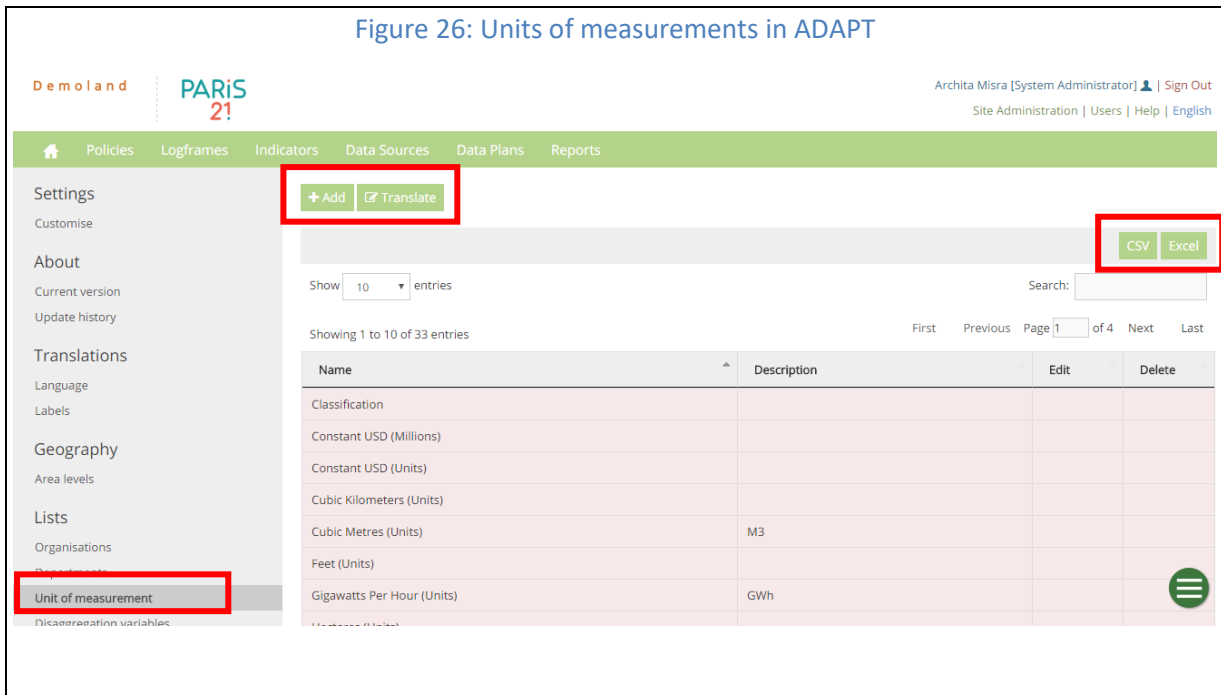 Figure 26: Units of measurements in ADAPT
Demoland
PARiS
21
Archita Misra [System Administrator] | Sign Out
Site Administration | Users | Help | English
Policies Logframes Indicators Data Sources Data Plans Reports
Settings
Customise
About
Current version
Update history
Translations
Language
Labels
Geography
Area levels
Lists
Organisations
Departments
Unit of measurement
Disaggregation variables
+ Add Translate
CSV Excel
Show 10 entries
Search:
Showing 1 to 10 of 33 entries
First Previous Page 1 of 4 Next Last
Name Description Edit Delete
Classification
Constant USD (Millions)
Constant USD (Units)
Cubic Kilometers (Units)
Cubic Metres (Units) M3
Feet (Units)
Gigawatts Per Hour (Units) GWh
Hectares (Units)